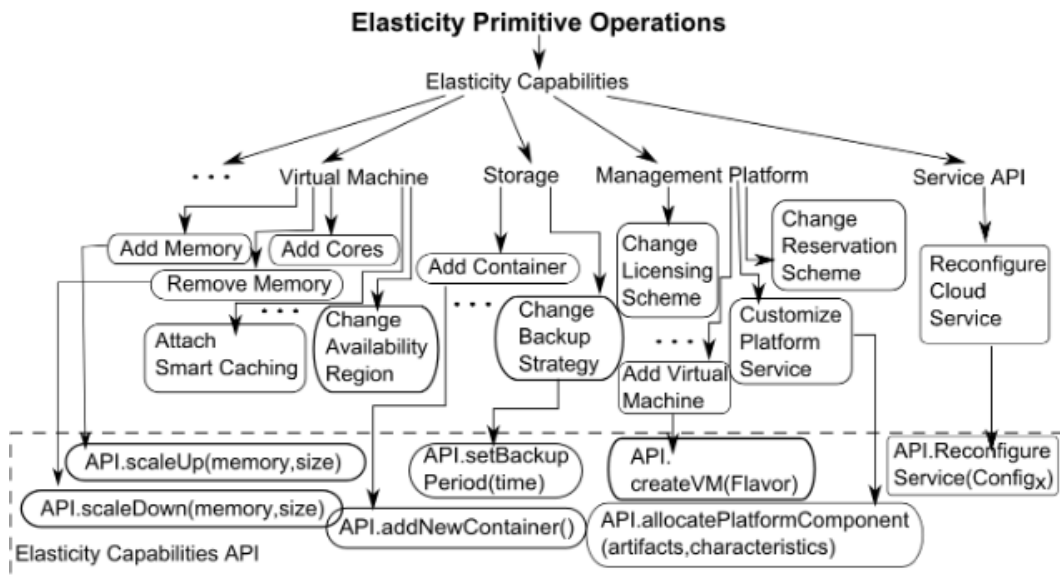 Elasticity Primitive Operations
Elasticity Capabilities
. . .
Virtual Machine
Storage
Management Platform
Service API
Add Memory
Add Cores
Remove Memory
. . .
Attach
Smart Caching
Change
Availability
Region
Add Container
. . .
Change
Backup
Strategy
Change
Licensing
Scheme
Change
Reservation
Scheme
. . .
Add Virtual
Machine
Customize
Platform
Service
Reconfigure
Cloud
Service
API.scaleUp(memory,size)
API.scaleDown(memory,size)
API.addNewContainer()
API.setBackup
Period(time)
API.
createVM(Flavor)
API.allocatePlatformComponent
(artifacts,characteristics)
API.Reconfigure
Service(Configx)
Elasticity Capabilities API